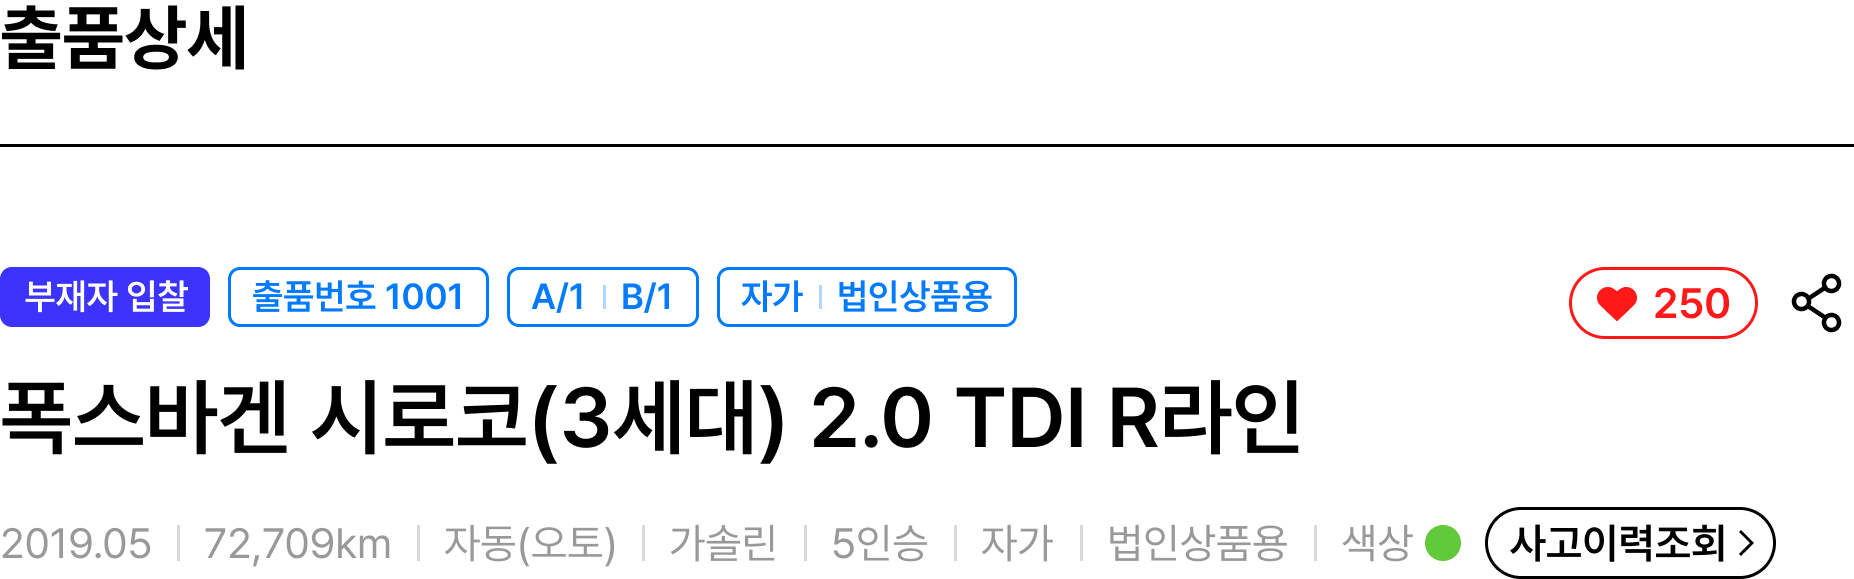 출품상세
부재자 입찰 출품번호 1001 A/1 B/1 자가 법인상품용 250
폭스바겐 시로코(3세대) 2.0 TDI R라인
2019.05 72,709km 자동(오토) 가솔린 5인승 자가 법인상품용 색상 사고이력조회